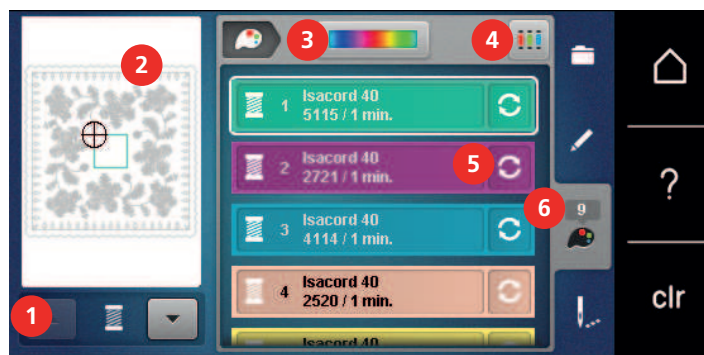 3
4
2
1 Isacord 40
5115 / 1 min.
2 Isacord 40
2721 / 1 min.
5
6
9
?
3 Isacord 40
4114 / 1 min.
4 Isacord 40
2520 / 1 min.
1
clr
Isacord 40